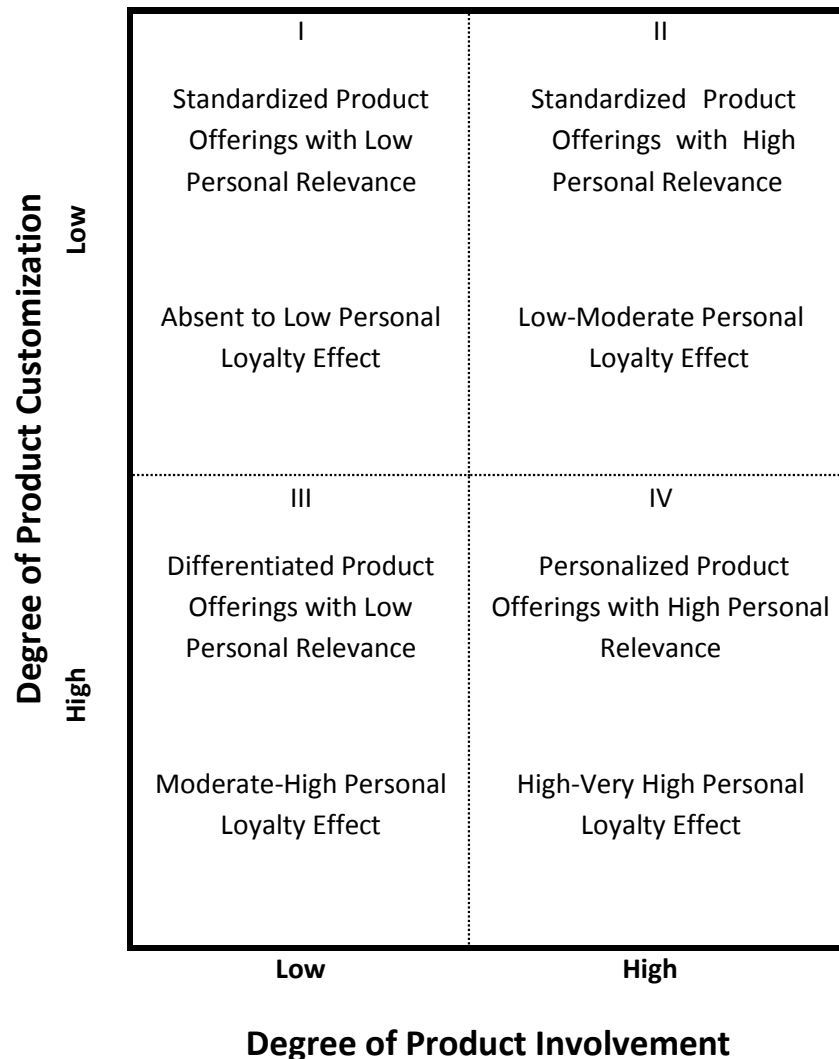 I
Standardized Product
Offerings with Low
Personal Relevance
Absent to Low Personal
Loyalty Effect
II
Standardized Product
Offerings with High
Personal Relevance
Low-Moderate Personal
Loyalty Effect
III
Differentiated Product
Offerings with Low
Personal Relevance
Moderate-High Personal
Loyalty Effect
IV
Personalized Product
Offerings with High Personal
Relevance
High-Very High Personal
Loyalty Effect
Degree of Product Customization
Low
High
Low
High
Degree of Product Involvement